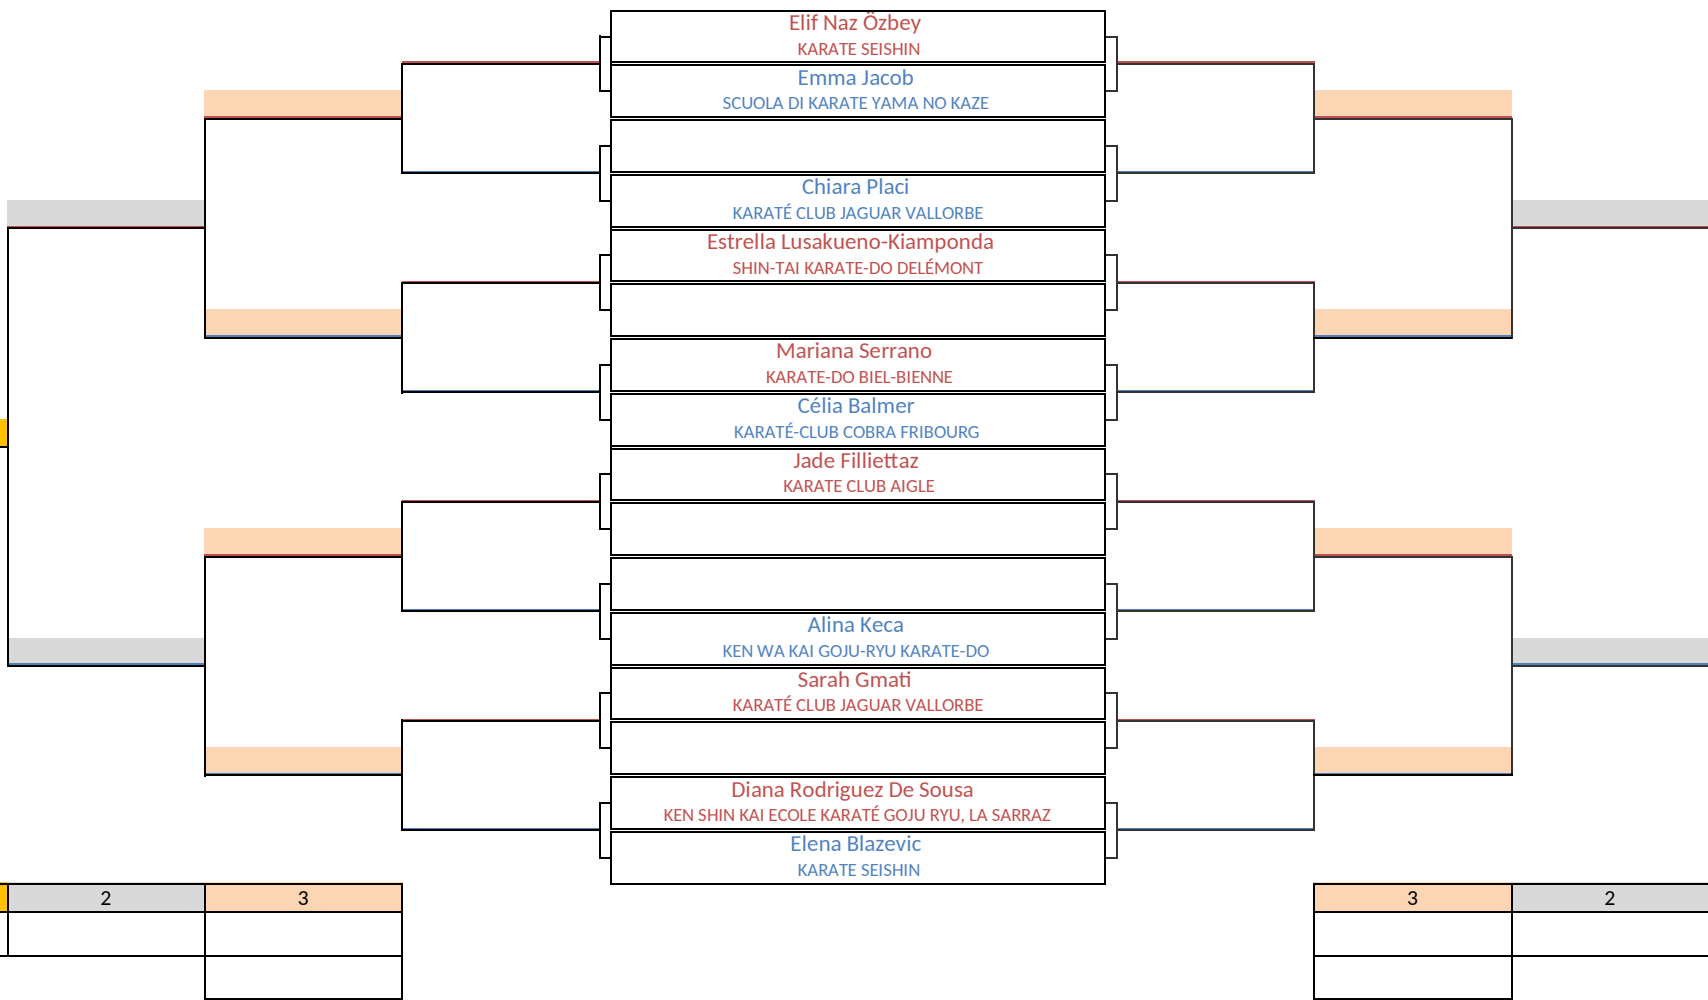 Elif Naz Özbey
KARATE SEISHIN
Emma Jacob
SCUOLA DI KARATE YAMA NO KAZE
Chiara Placi
KARATÉ CLUB JAGUAR VALLORBE
Estrella Lusakueno-Kiamponda
SHIN-TAI KARATE-DO DELÉMONT
Mariana Serrano
KARATE-DO BIEL-BIENNE
Célia Balmer
KARATÉ-CLUB COBRA FRIBOURG
Jade Filliettaz
KARATE CLUB AIGLE
Alina Keca
KEN WA KAI GOJU-RYU KARATE-DO
Sarah Gmati
KARATÉ CLUB JAGUAR VALLORBE
Diana Rodriguez De Sousa
KEN SHIN KAI ECOLE KARATÉ GOJU RYU, LA SARRAZ
Elena Blazevic
KARATE SEISHIN
2 3 3 2